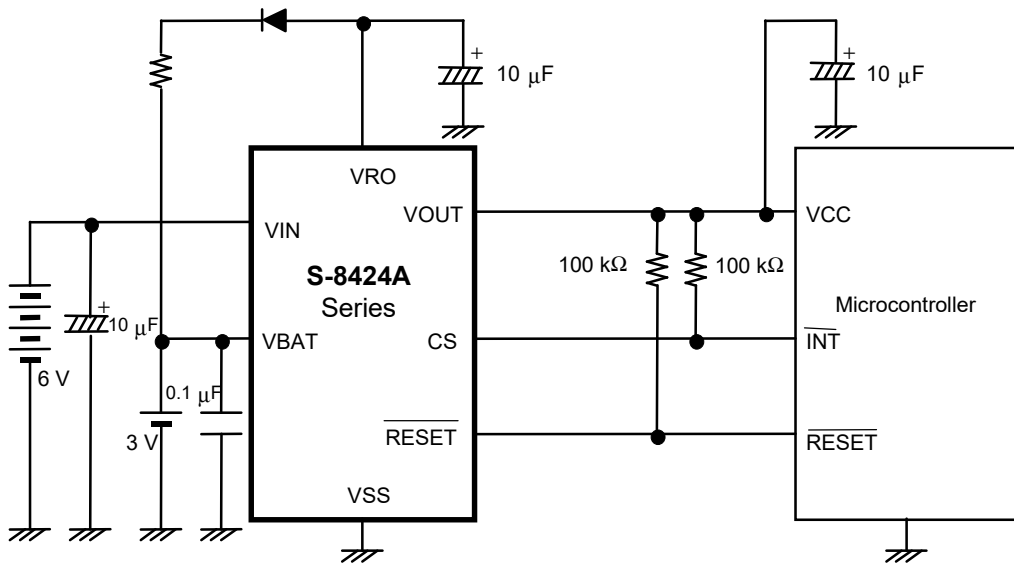 +
10 μF
+
10 μF
VRO
VIN
VOUT
VCC
S-8424A
Series
100 kΩ
100 kΩ
Microcontroller
+
10 μF
VBAT
CS
INT
6 V
0.1 μF
3 V
RESET
RESET
VSS